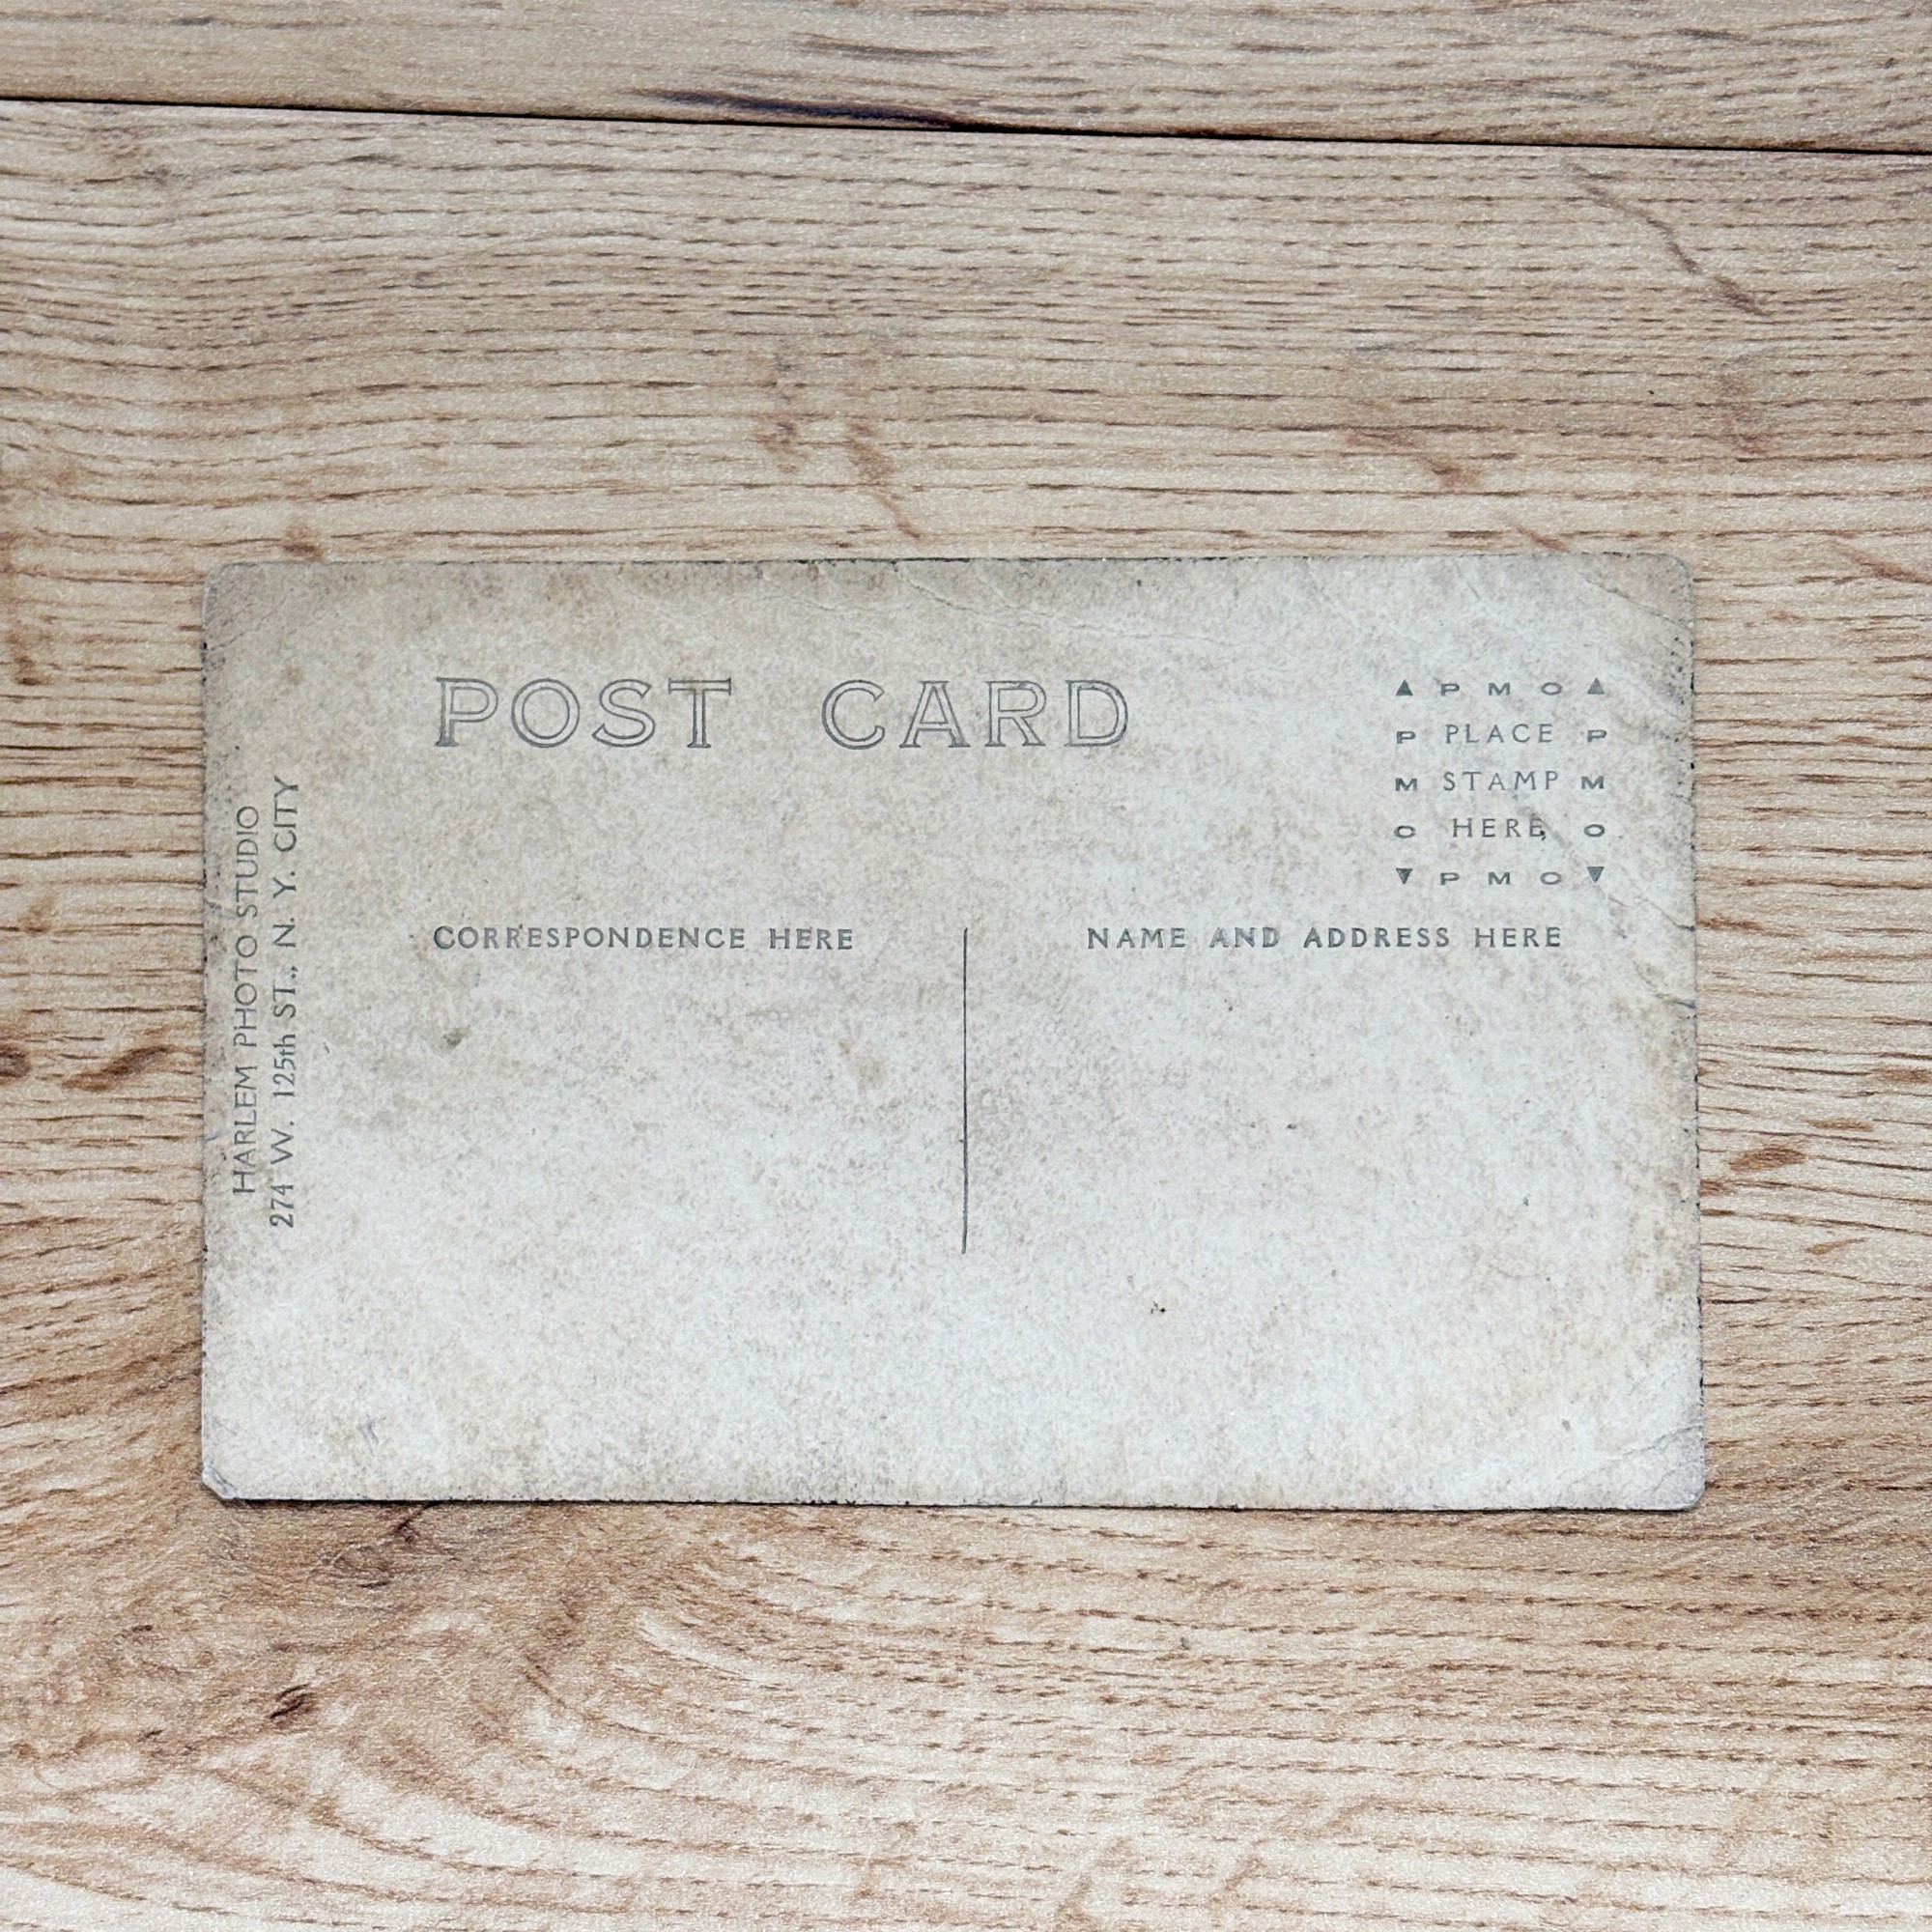 HARLEM PHOTO STUDIO
274 W. 125th ST., N. Y. CITY
POST CARD
P M O
P PLACE P
M STAMP M
O HERE O
P M O
CORRESPONDENCE HERE
NAME AND ADDRESS HERE